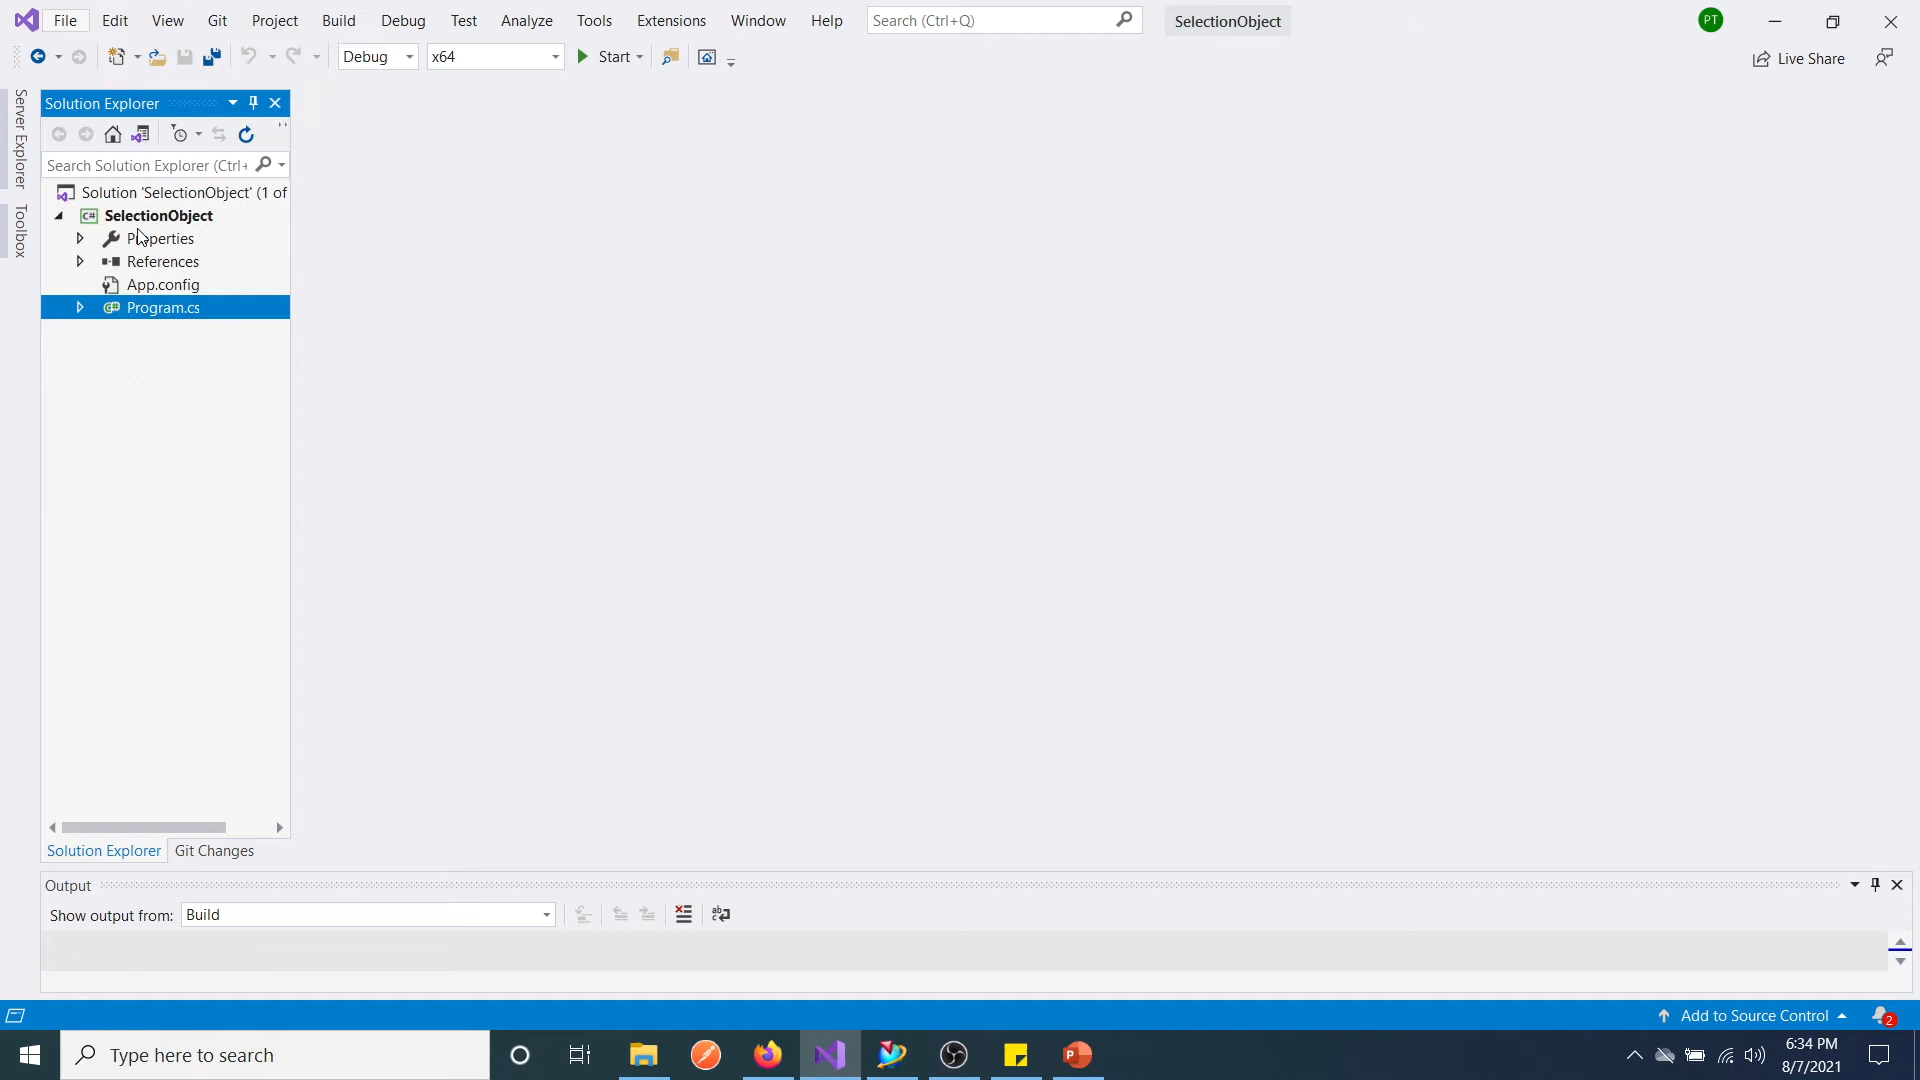 File Edit View Git Project Build Debug Test Analyze Tools Extensions Window Help Search (Ctrl+Q) SelectionObject PT
Debug x64 Start Live Share
Server Explorer
Toolbox
Solution Explorer
Search Solution Explorer (Ctrl+
Solution 'SelectionObject' (1 of
C# SelectionObject
Properties
References
App.config
C# Program.cs
Solution Explorer Git Changes
Output
Show output from: Build
Add to Source Control 2
Type here to search
6:34 PM
8/7/2021